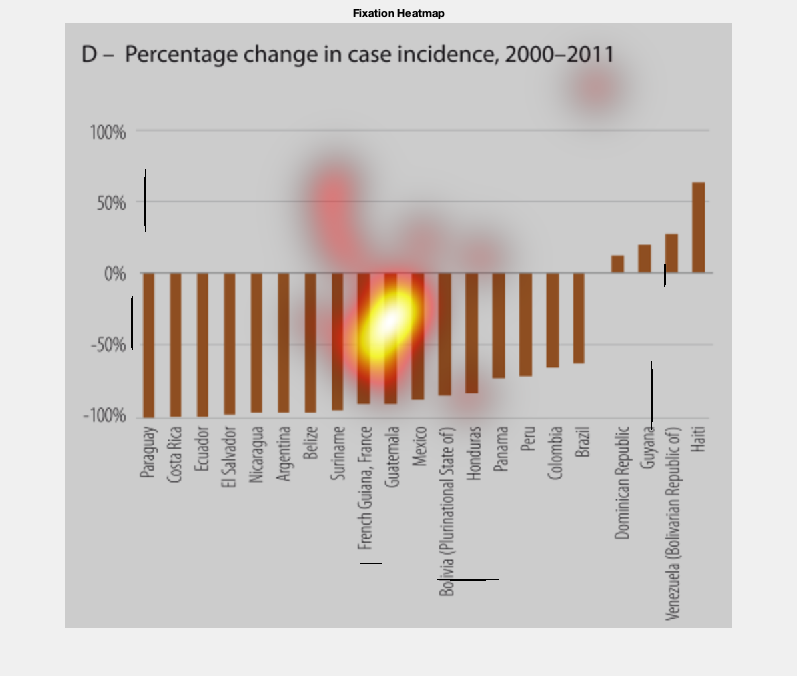 Fixation Heatmap
D – Percentage change in case incidence, 2000–2011
100%
50%
0%
-50%
-100%
Paraguay
Costa Rica
Ecuador
El Salvador
Nicaragua
Argentina
Belize
Suriname
French Guiana, France
Guatemala
Mexico
Bolivia (Plurinational State of)
Honduras
Panama
Peru
Colombia
Brazil
Dominican Republic
Guyana
Venezuela (Bolivarian Republic of)
Haiti